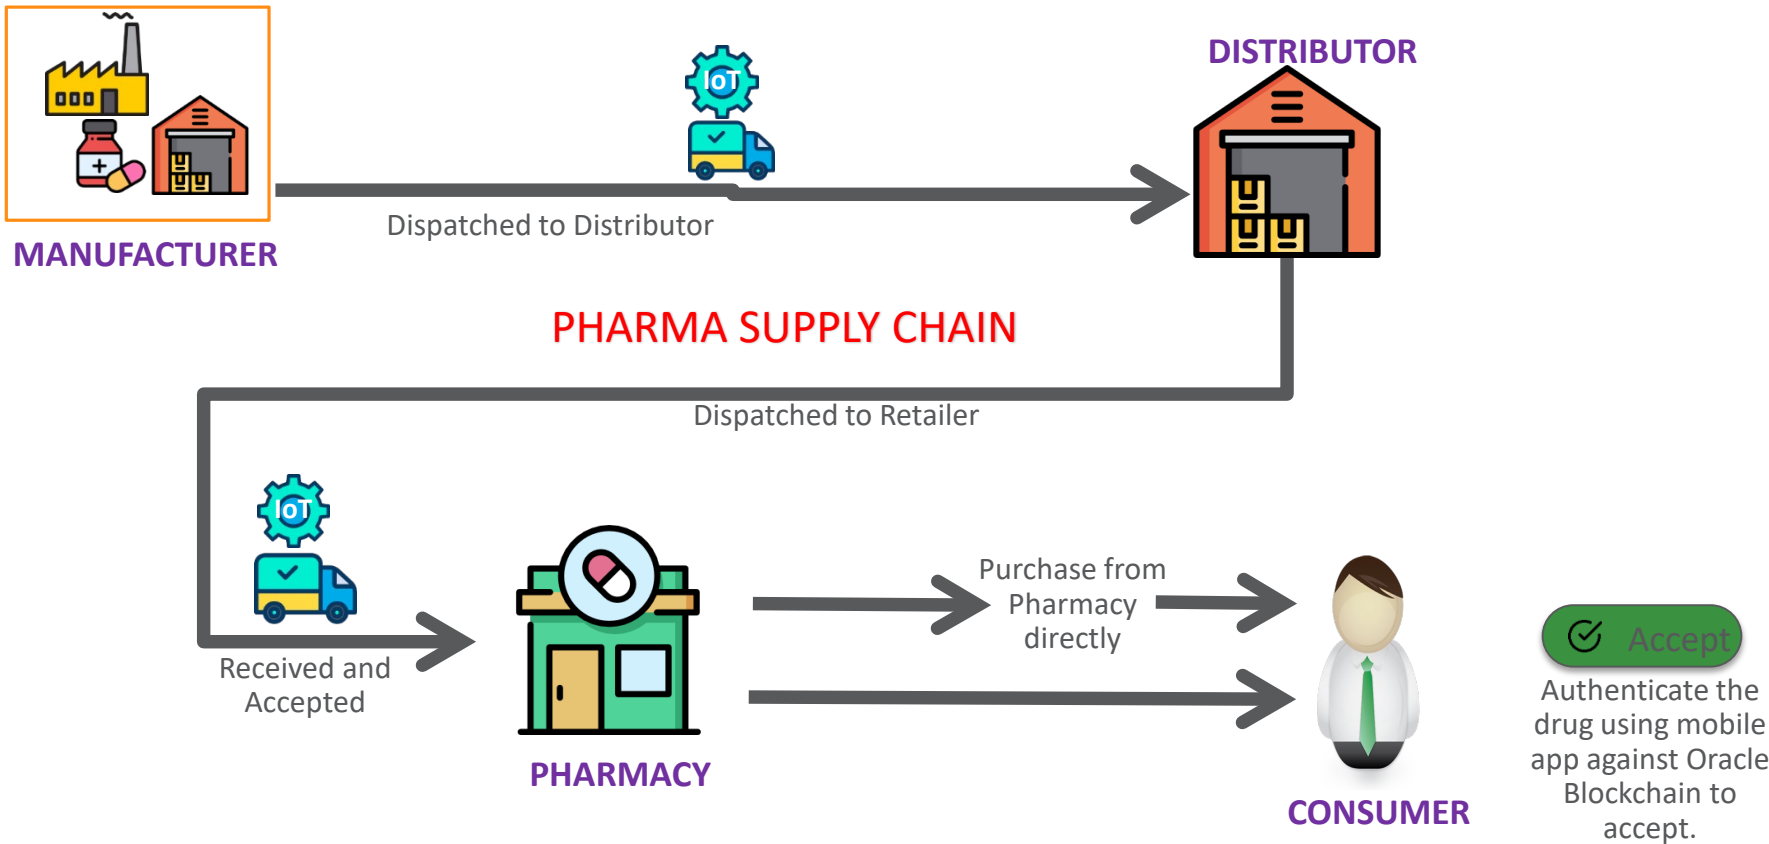 IoT
DISTRIBUTOR
Dispatched to Distributor
MANUFACTURER
PHARMA SUPPLY CHAIN
Dispatched to Retailer
IoT
Received and
Accepted
PHARMACY
Purchase from
Pharmacy
directly
CONSUMER
Accept
Authenticate the
drug using mobile
app against Oracle
Blockchain to
accept.